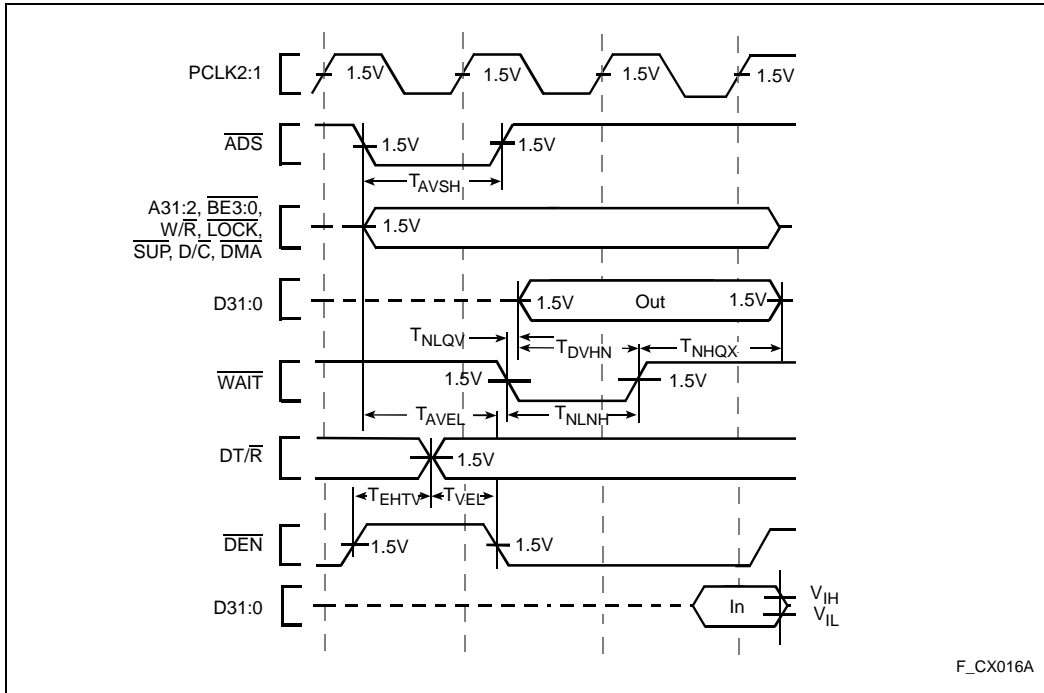 PCLK2:1
1.5V 1.5V 1.5V 1.5V
ADS
1.5V 1.5V
TAVSH
A31:2, BE3:0,
W/R, LOCK,
SUP, D/C, DMA
1.5V
D31:0
1.5V Out 1.5V
TNLQV
TDVHN TNHQX
WAIT
1.5V 1.5V
TAVEL TNLNH
DT/R
1.5V
TEHTV TVEL
DEN
1.5V 1.5V
D31:0
In
VIH
VIL
F_CX016A